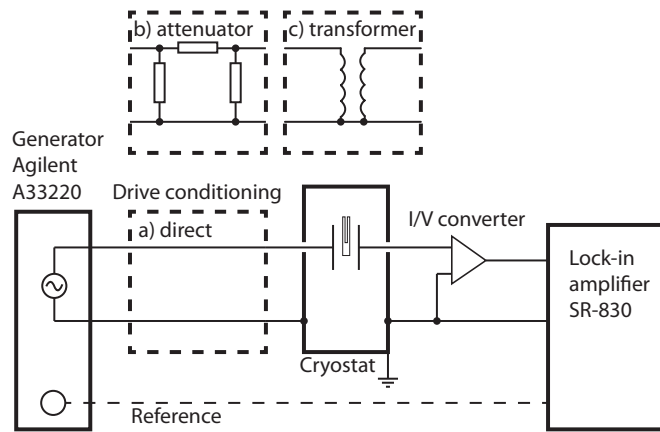 b) attenuator
c) transformer
Generator
Agilent
A33220
Drive conditioning
a) direct
I/V converter
Lock-in
amplifier
SR-830
Cryostat
Reference